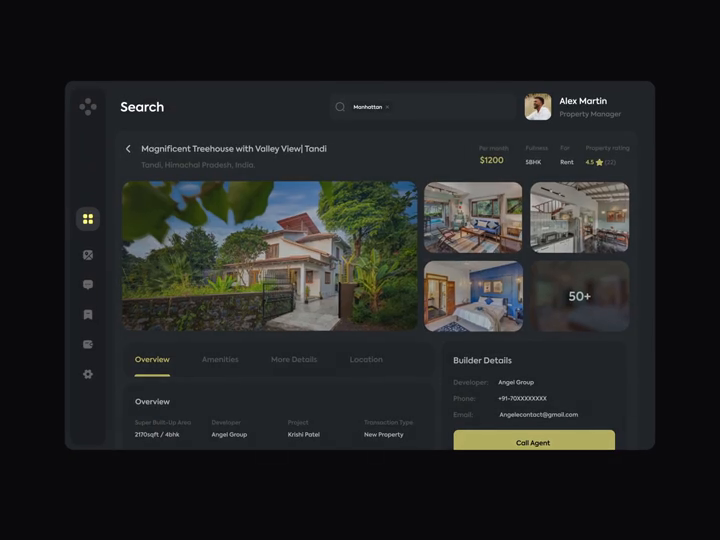 Search
Manhattan ×
Alex Martin
Property Manager
Magnificent Treehouse with Valley View| Tandi
Tandi, Himachal Pradesh, India.
Per month
$1200
Fullness
5BHK
For
Rent
Property rating
4.5 (22)
50+
Overview
Amenities
More Details
Location
Overview
Super Built-Up Area
2170sqft / 4bhk
Developer
Angel Group
Project
Krishi Patel
Transaction Type
New Property
Builder Details
Developer: Angel Group
Phone: +91-70XXXXXXXX
Email: Angelecontact@gmail.com
Call Agent